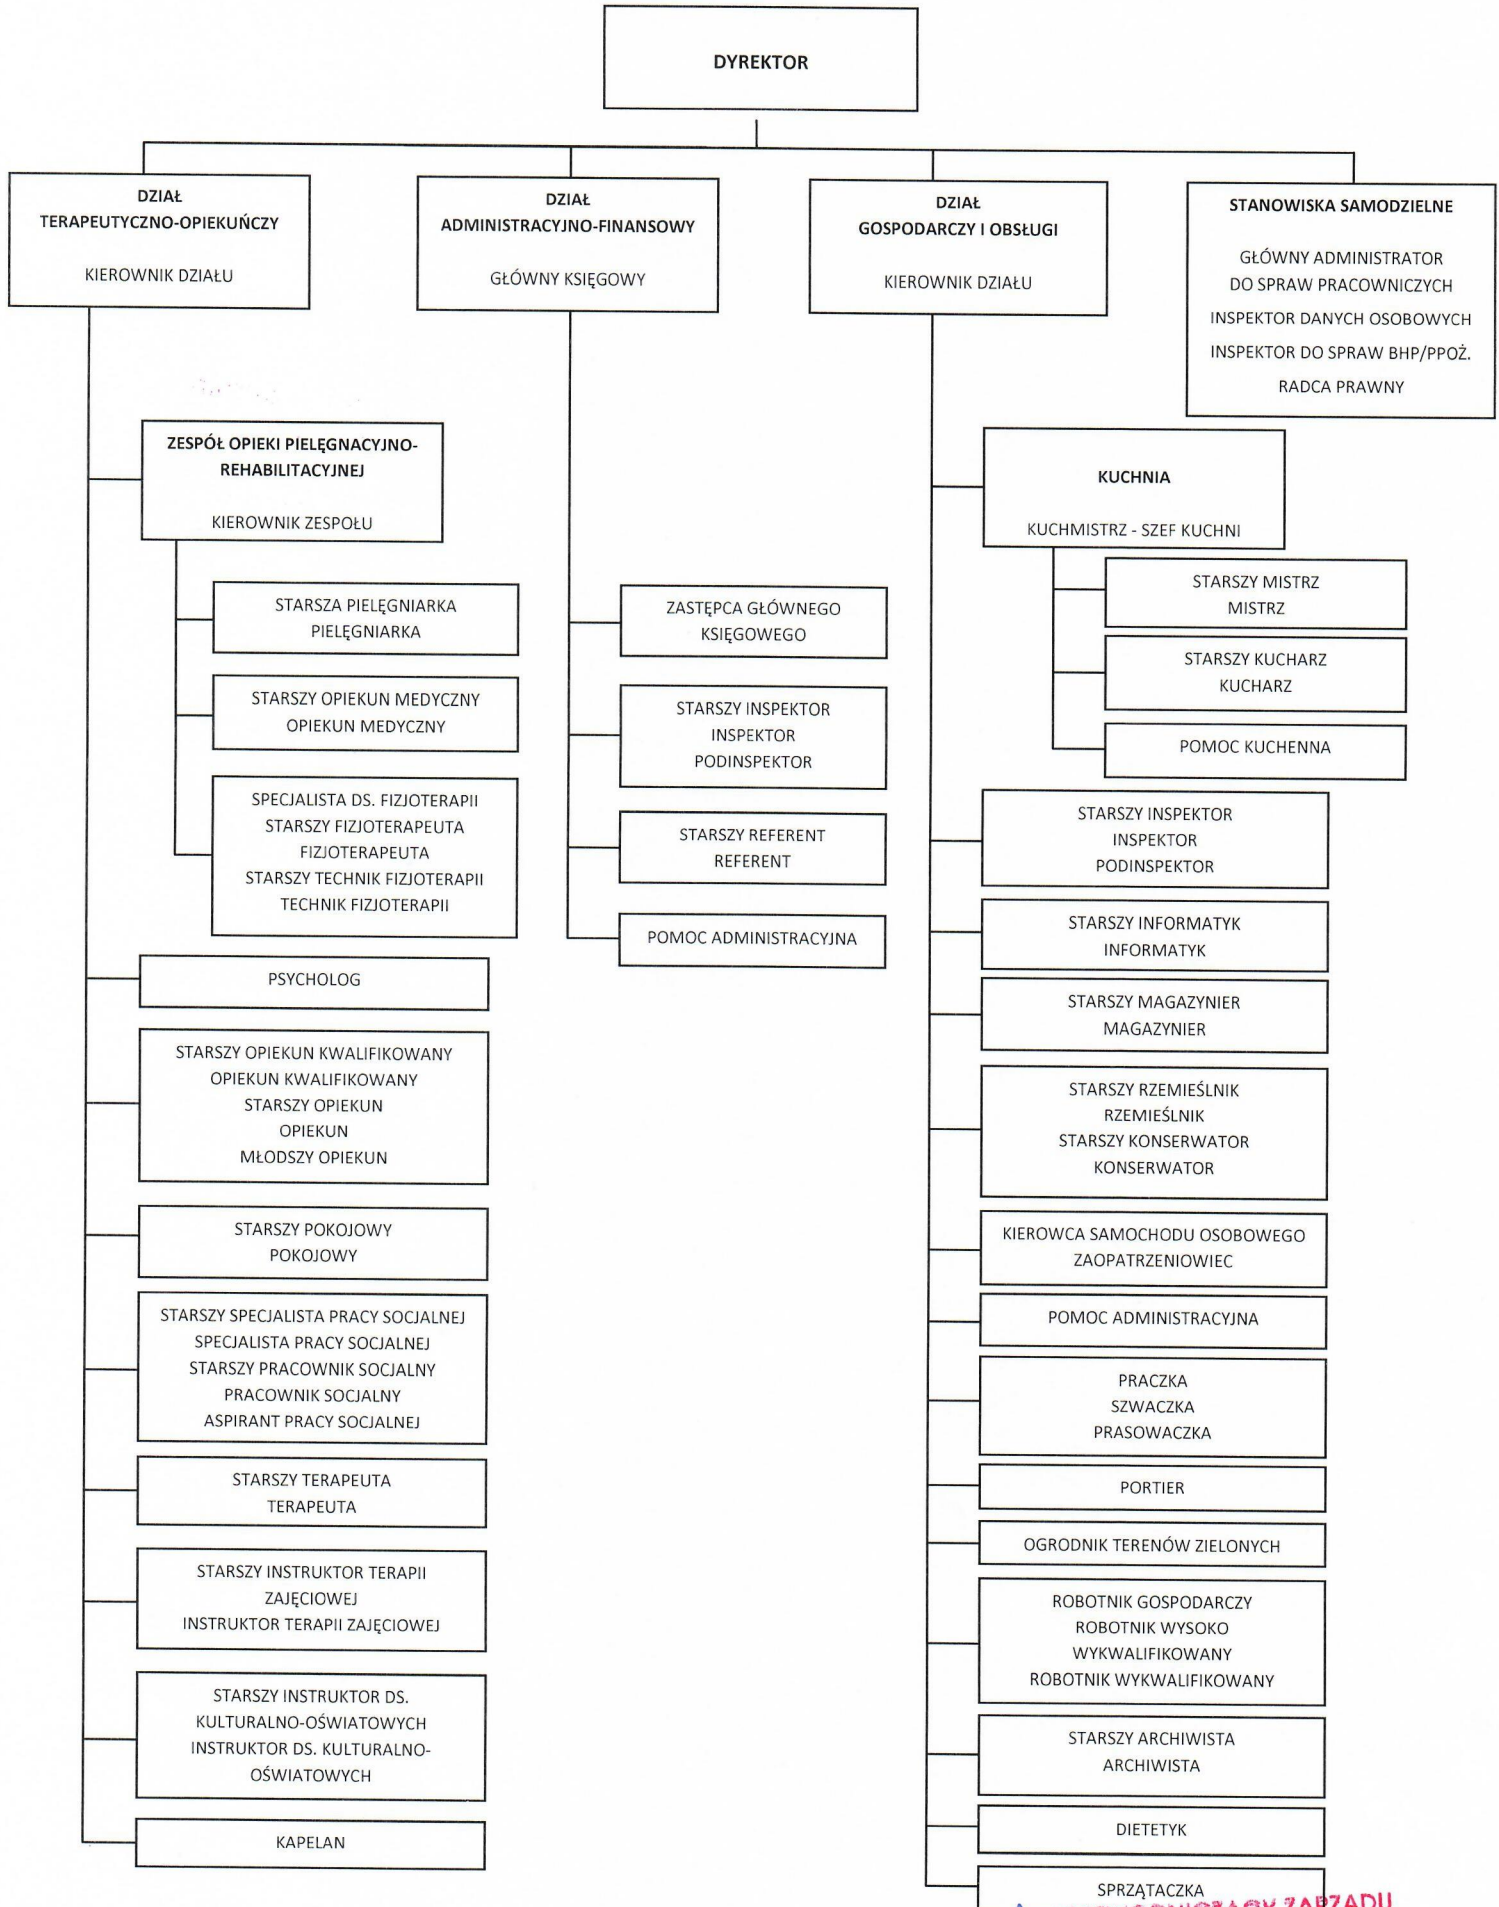 DYREKTOR
DZIAŁ
TERAPEUTYCZNO-OPIEKUŃCZY
KIEROWNIK DZIAŁU
DZIAŁ
ADMINISTRACYJNO-FINANSOWY
GŁÓWNY KSIĘGOWY
DZIAŁ
GOSPODARCZY I OBSŁUGI
KIEROWNIK DZIAŁU
STANOWISKA SAMODZIELNE
GŁÓWNY ADMINISTRATOR
DO SPRAW PRACOWNICZYCH
INSPEKTOR DANYCH OSOBOWYCH
INSPEKTOR DO SPRAW BHP/PPOŻ.
RADCA PRAWNY
ZESPÓŁ OPIEKI PIELĘGNACYJNO-
REHABILITACYJNEJ
KIEROWNIK ZESPOŁU
STARSZA PIELĘGNIARKA
PIELĘGNIARKA
STARSZY OPIEKUN MEDYCZNY
OPIEKUN MEDYCZNY
SPECJALISTA DS. FIZJOTERAPII
STARSZY FIZJOTERAPEUTA
FIZJOTERAPEUTA
STARSZY TECHNIK FIZJOTERAPII
TECHNIK FIZJOTERAPII
PSYCHOLOG
STARSZY OPIEKUN KWALIFIKOWANY
OPIEKUN KWALIFIKOWANY
STARSZY OPIEKUN
OPIEKUN
MŁODSZY OPIEKUN
STARSZY POKOJOWY
POKOJOWY
STARSZY SPECJALISTA PRACY SOCJALNEJ
SPECJALISTA PRACY SOCJALNEJ
STARSZY PRACOWNIK SOCJALNY
PRACOWNIK SOCJALNY
ASPIRANT PRACY SOCJALNEJ
STARSZY TERAPEUTA
TERAPEUTA
STARSZY INSTRUKTOR TERAPII
ZAJĘCIOWEJ
INSTRUKTOR TERAPII ZAJĘCIOWEJ
STARSZY INSTRUKTOR DS.
KULTURALNO-OŚWIATOWYCH
INSTRUKTOR DS. KULTURALNO-
OŚWIATOWYCH
KAPELAN
ZASTĘPCA GŁÓWNEGO
KSIĘGOWEGO
STARSZY INSPEKTOR
INSPEKTOR
PODINSPEKTOR
STARSZY REFERENT
REFERENT
POMOC ADMINISTRACYJNA
KUCHNIA
KUCHMISTRZ - SZEF KUCHNI
STARSZY MISTRZ
MISTRZ
STARSZY KUCHARZ
KUCHARZ
POMOC KUCHENNA
STARSZY INSPEKTOR
INSPEKTOR
PODINSPEKTOR
STARSZY INFORMATYK
INFORMATYK
STARSZY MAGAZYNIER
MAGAZYNIER
STARSZY RZEMIEŚLNIK
RZEMIEŚLNIK
STARSZY KONSERWATOR
KONSERWATOR
KIEROWCA SAMOCHODU OSOBOWEGO
ZAOPATRZENIOWIEC
POMOC ADMINISTRACYJNA
PRACZKA
SZWACZKA
PRASOWACZKA
PORTIER
OGRODNIK TERENÓW ZIELONYCH
ROBOTNIK GOSPODARCZY
ROBOTNIK WYSOKO
WYKWALIFIKOWANY
ROBOTNIK WYKWALIFIKOWANY
STARSZY ARCHIWISTA
ARCHIWISTA
DIETETYK
SPRZĄTACZKA
ZARZĄDU